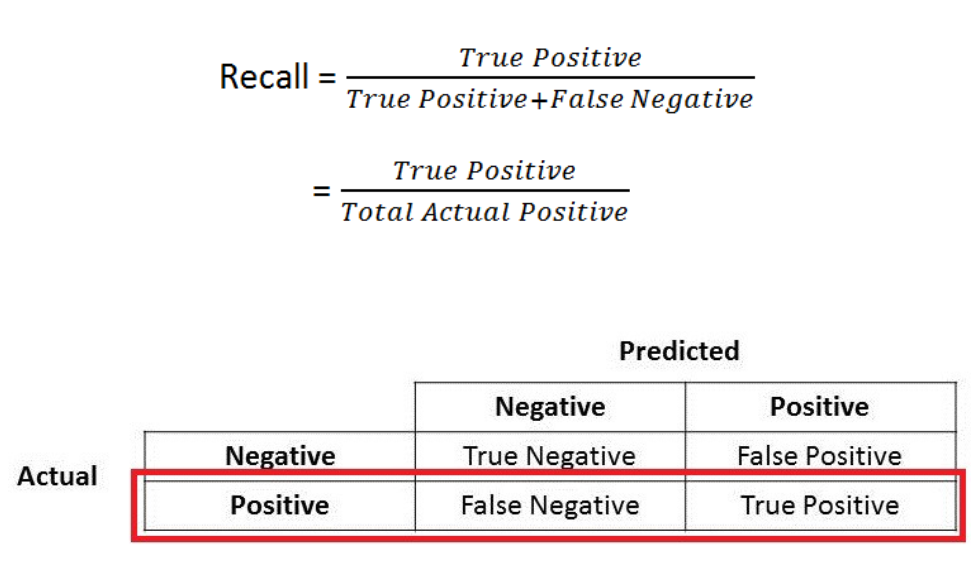 Recall = True Positive
True Positive+False Negative
= True Positive
Total Actual Positive
Predicted
Negative Positive
Negative True Negative False Positive
Actual
Positive False Negative True Positive